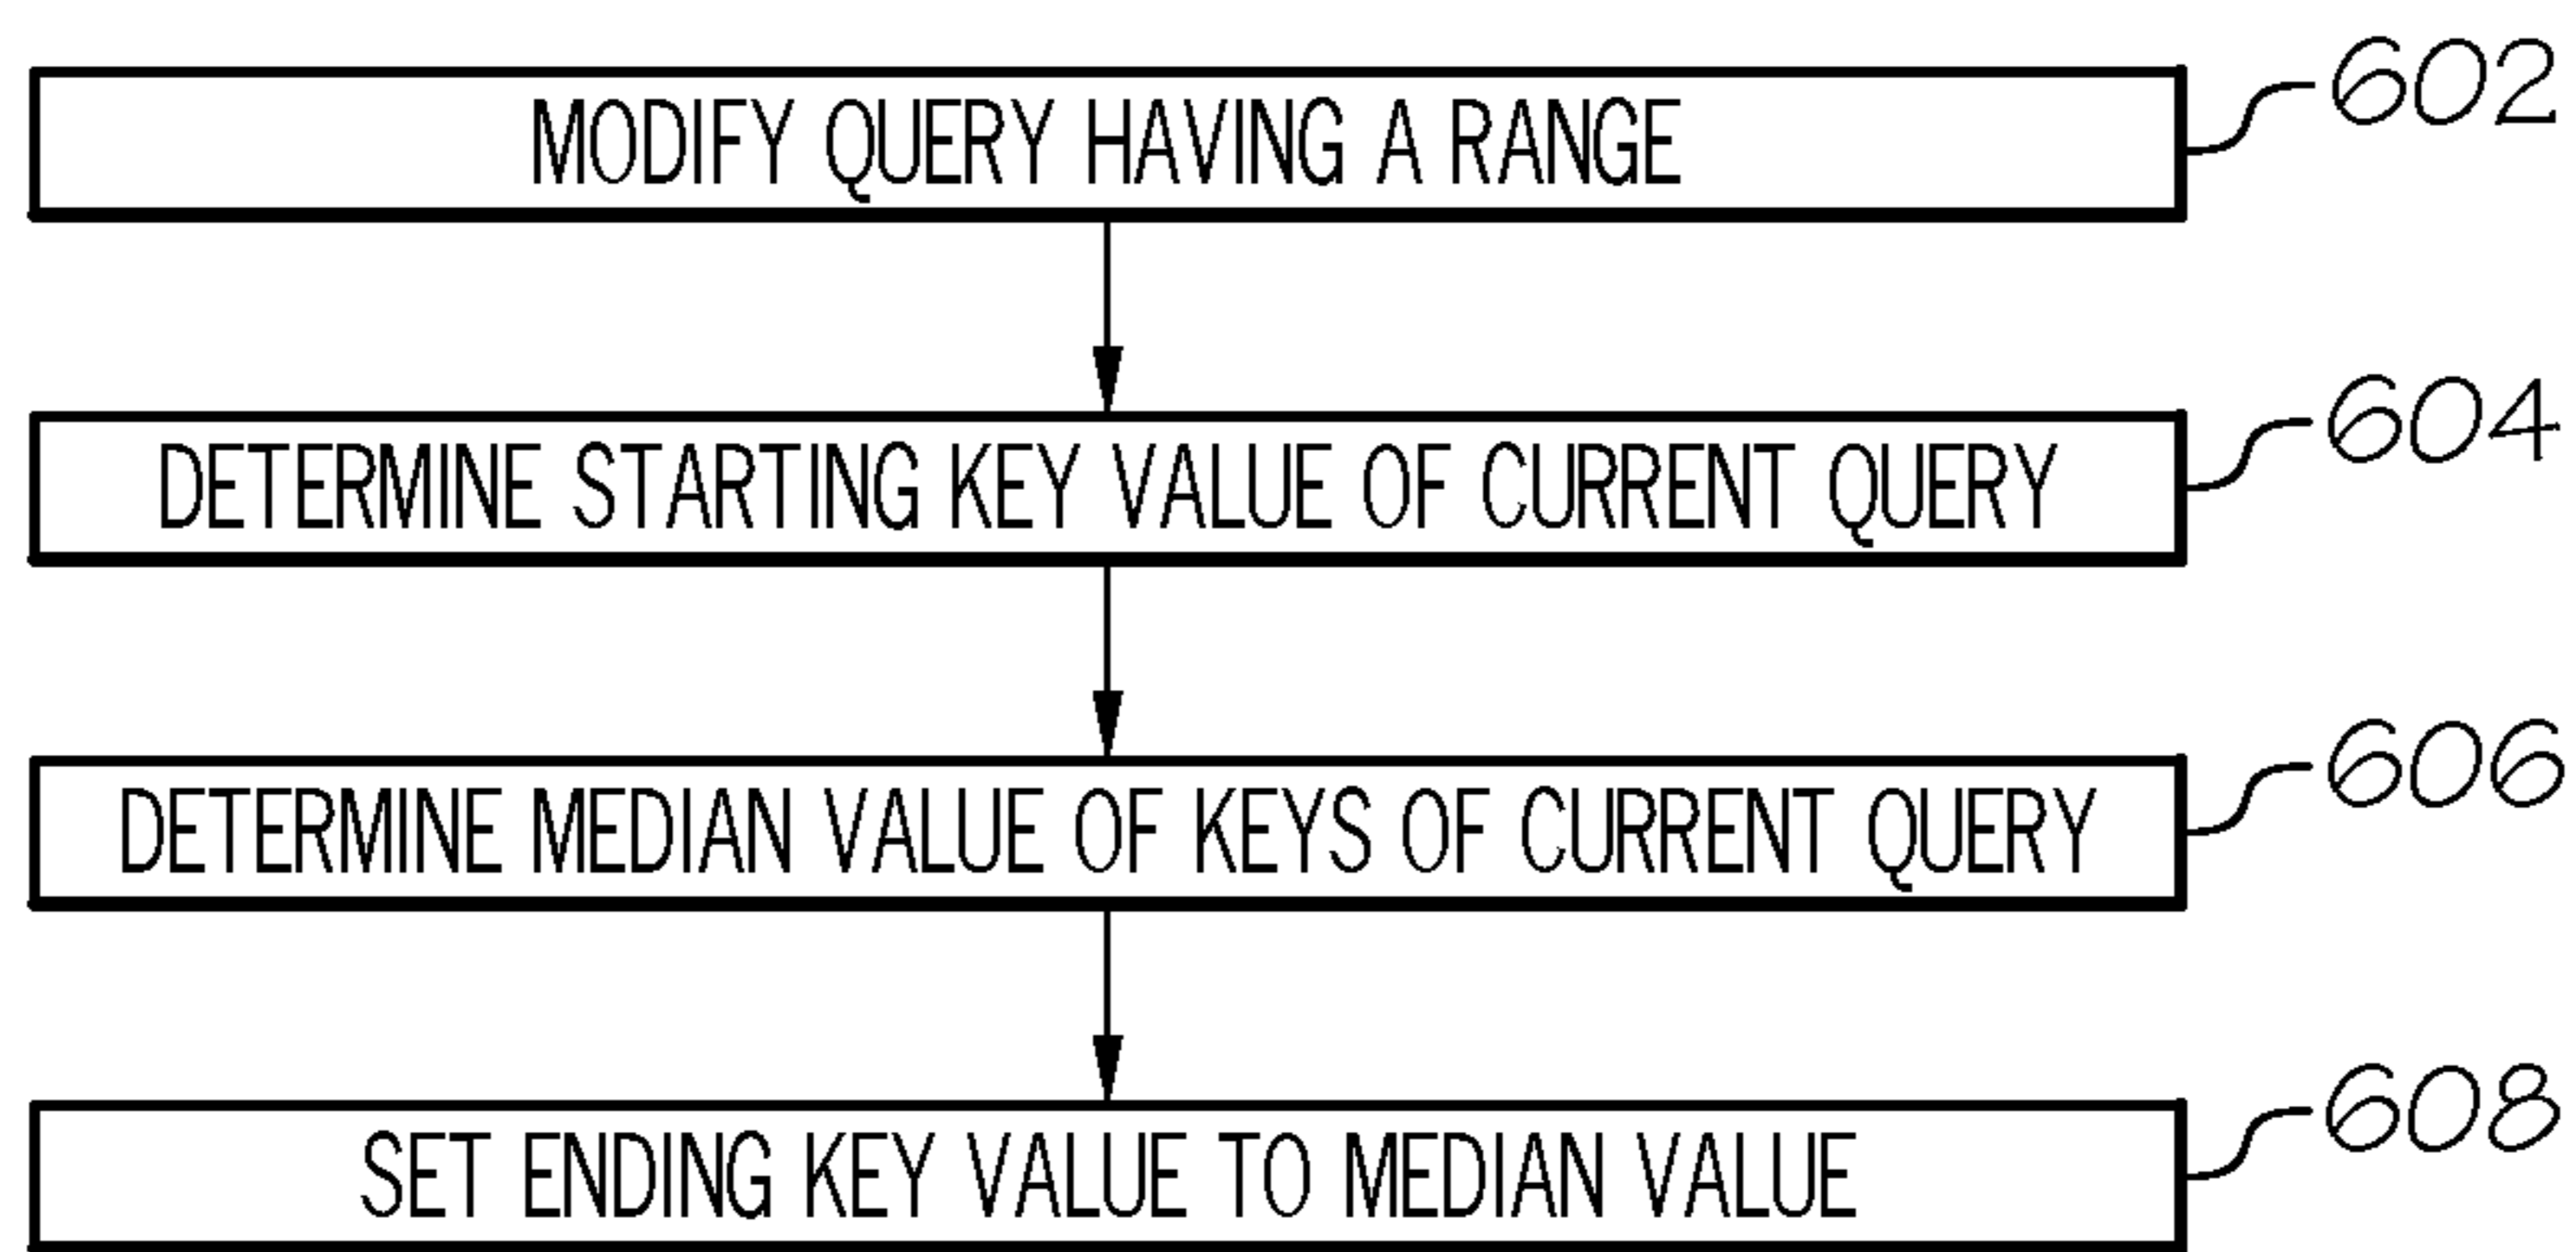 MODIFY QUERY HAVING A RANGE 602
DETERMINE STARTING KEY VALUE OF CURRENT QUERY 604
DETERMINE MEDIAN VALUE OF KEYS OF CURRENT QUERY 606
SET ENDING KEY VALUE TO MEDIAN VALUE 608